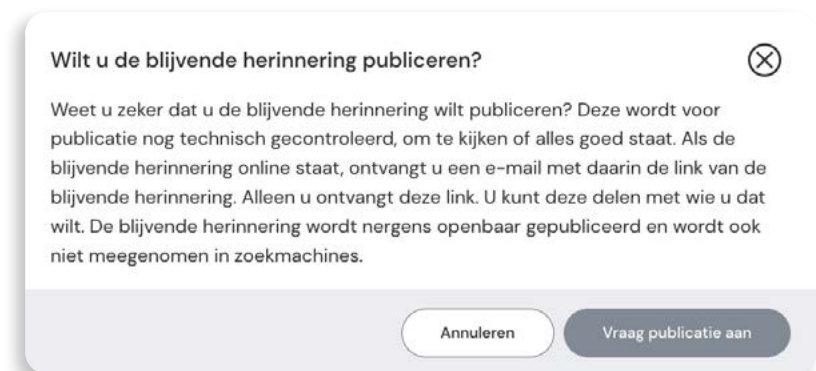 Wilt u de blijvende herinnering publiceren?
Weet u zeker dat u de blijvende herinnering wilt publiceren? Deze wordt voor
publicatie nog technisch gecontroleerd, om te kijken of alles goed staat. Als de
blijvende herinnering online staat, ontvangt u een e-mail met daarin de link van de
blijvende herinnering. Alleen u ontvangt deze link. U kunt deze delen met wie u dat
wilt. De blijvende herinnering wordt nergens openbaar gepubliceerd en wordt ook
niet meegenomen in zoekmachines.
Annuleren
Vraag publicatie aan